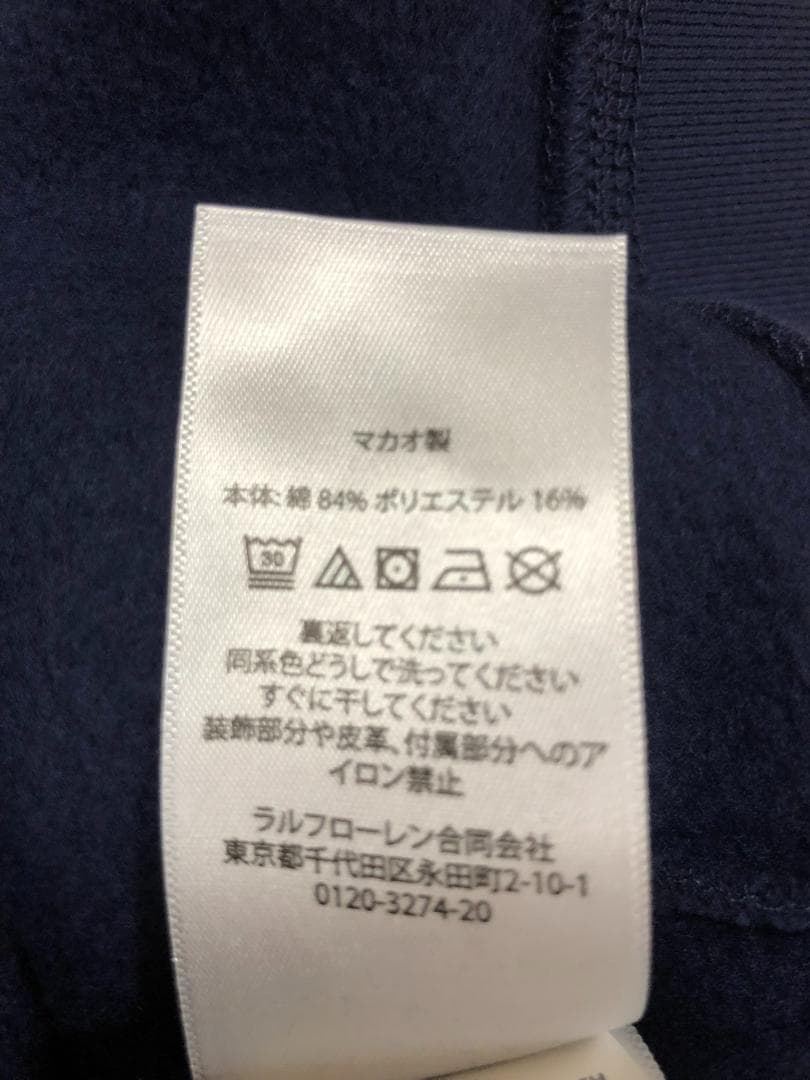 マカオ製
本体: 綿 84% ポリエステル 16%
30
裏返してください
同系色どうしで洗ってください
すぐに干してください
装飾部分や皮革、付属部分へのア
イロン禁止
ラルフローレン合同会社
東京都千代田区永田町2-10-1
0120-3274-20